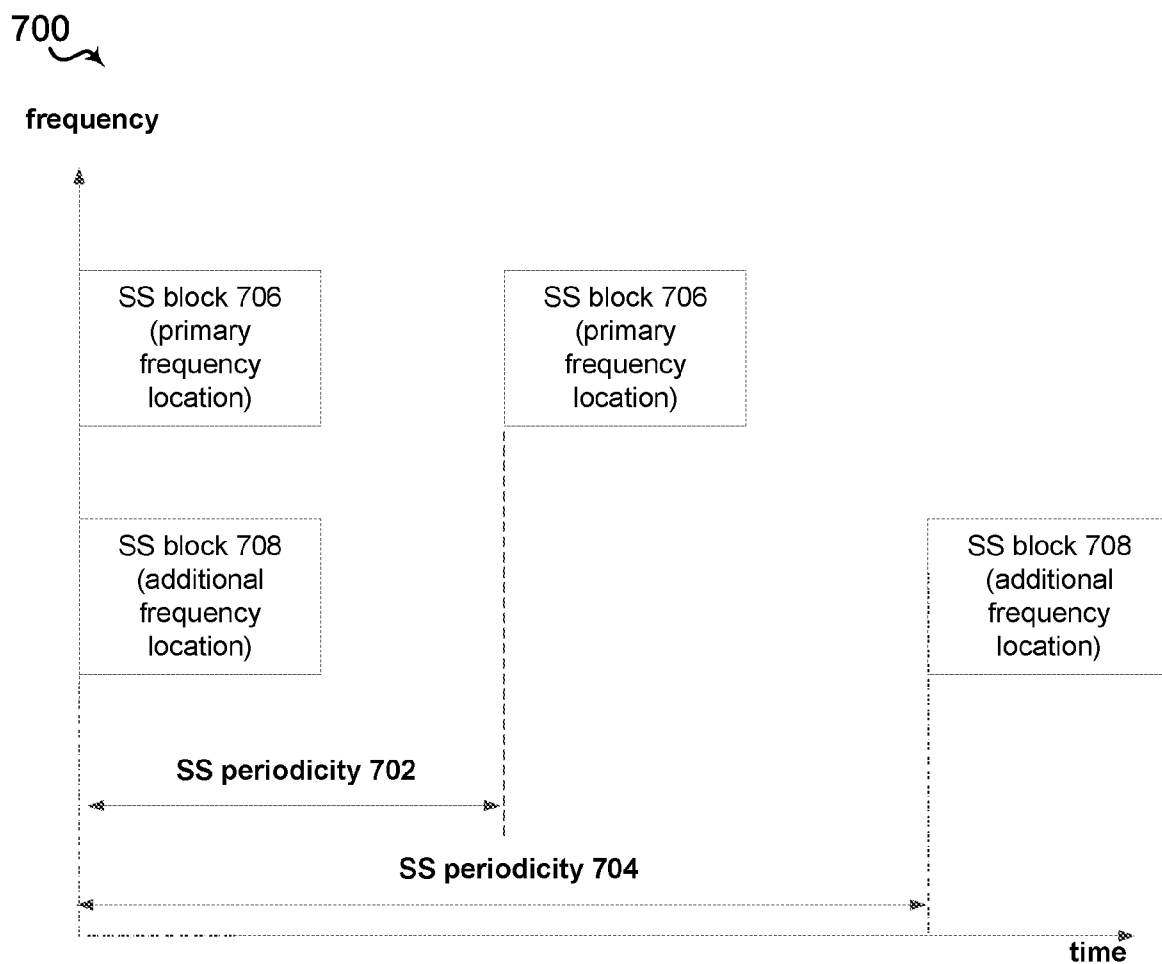 700
frequency
SS block 706
(primary
frequency
location)
SS block 706
(primary
frequency
location)
SS block 708
(additional
frequency
location)
SS block 708
(additional
frequency
location)
SS periodicity 702
SS periodicity 704
time